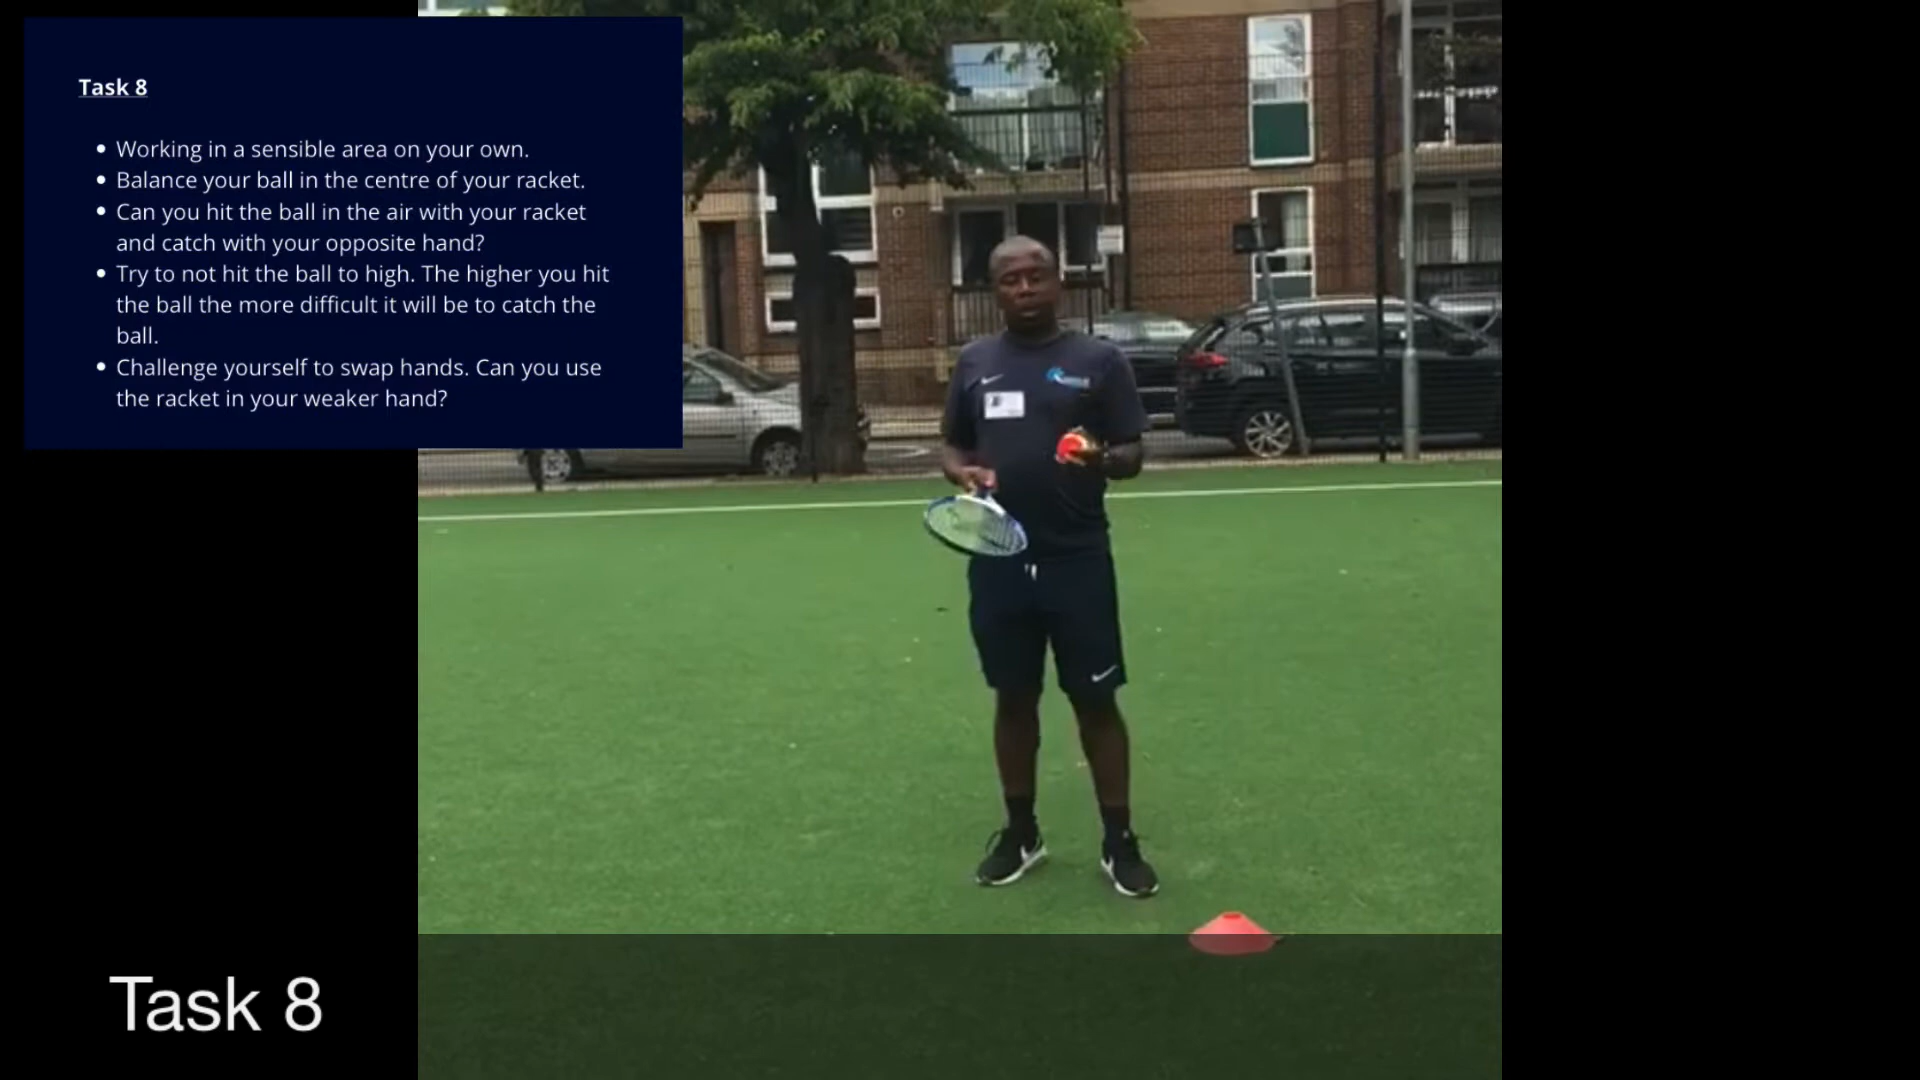 Task 8
Working in a sensible area on your own.
Balance your ball in the centre of your racket.
Can you hit the ball in the air with your racket
and catch with your opposite hand?
Try to not hit the ball to high. The higher you hit
the ball the more difficult it will be to catch the
ball.
Challenge yourself to swap hands. Can you use
the racket in your weaker hand?
Task 8